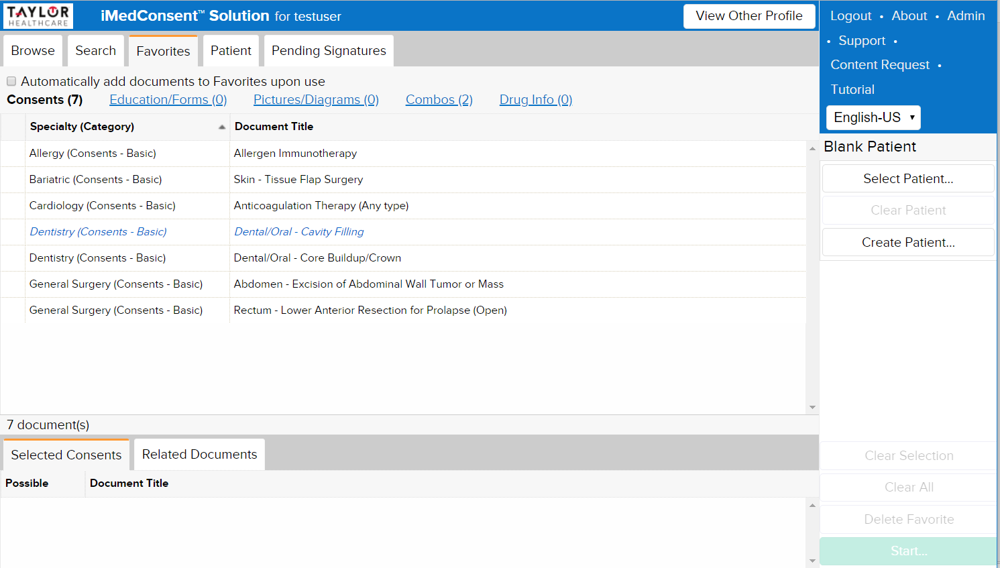 TAYLOR
HEALTHCARE
iMedConsent™ Solution for testuser
View Other Profile
Logout • About • Admin
• Support •
Content Request •
Tutorial
English-US
Browse
Search
Favorites
Patient
Pending Signatures
Automatically add documents to Favorites upon use
Consents (7) Education/Forms (0) Pictures/Diagrams (0) Combos (2) Drug Info (0)
Specialty (Category) Document Title
Allergy (Consents - Basic) Allergen Immunotherapy
Bariatric (Consents - Basic) Skin - Tissue Flap Surgery
Cardiology (Consents - Basic) Anticoagulation Therapy (Any type)
Dentistry (Consents - Basic) Dental/Oral - Cavity Filling
Dentistry (Consents - Basic) Dental/Oral - Core Buildup/Crown
General Surgery (Consents - Basic) Abdomen - Excision of Abdominal Wall Tumor or Mass
General Surgery (Consents - Basic) Rectum - Lower Anterior Resection for Prolapse (Open)
7 document(s)
Selected Consents
Related Documents
Possible Document Title
Blank Patient
Select Patient...
Clear Patient
Create Patient...
Clear Selection
Clear All
Delete Favorite
Start...